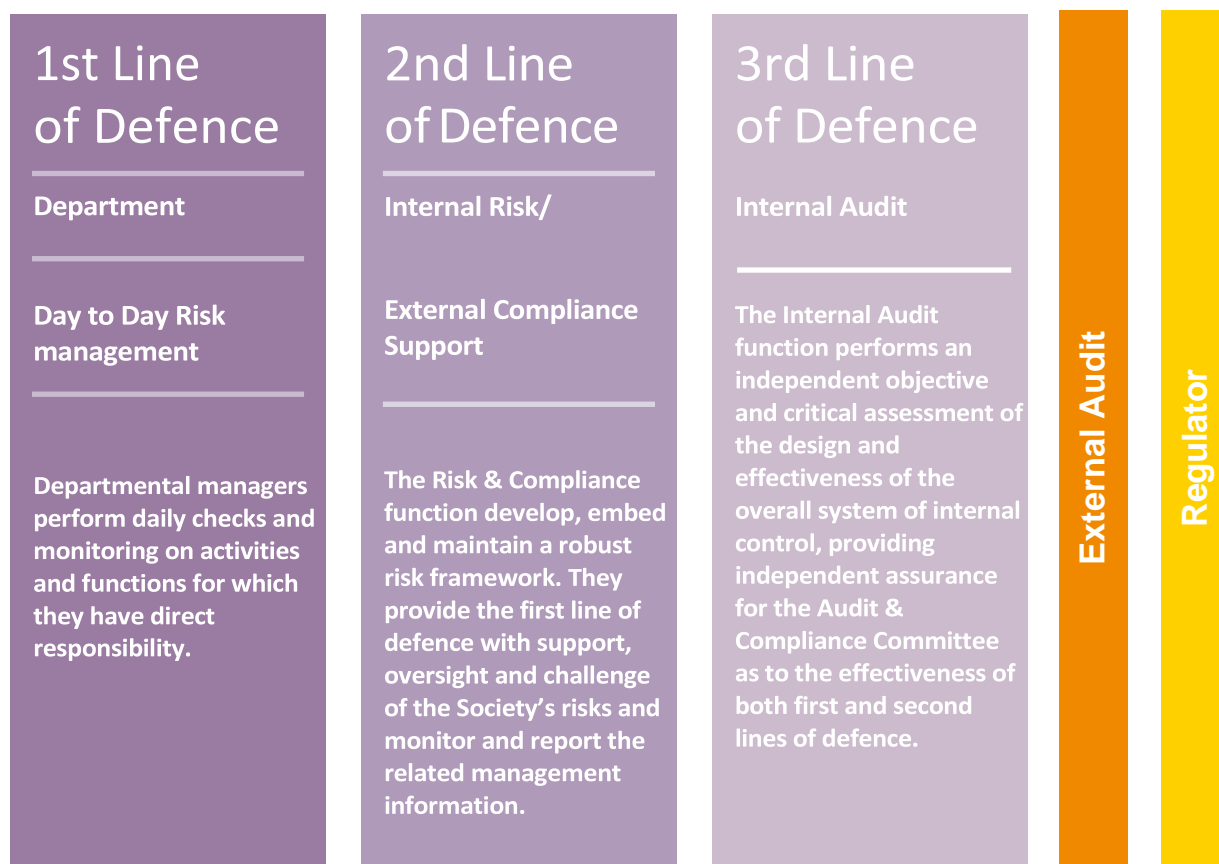 1st Line
of Defence
Department
Day to Day Risk
management
Departmental managers
perform daily checks and
monitoring on activities
and functions for which
they have direct
responsibility.
2nd Line
of Defence
Internal Risk/
External Compliance
Support
The Risk & Compliance
function develop, embed
and maintain a robust
risk framework. They
provide the first line of
defence with support,
oversight and challenge
of the Society’s risks and
monitor and report the
related management
information.
3rd Line
of Defence
Internal Audit
The Internal Audit
function performs an
independent objective
and critical assessment of
the design and
effectiveness of the
overall system of internal
control, providing
independent assurance
for the Audit &
Compliance Committee
as to the effectiveness of
both first and second
lines of defence.
External Audit
Regulator